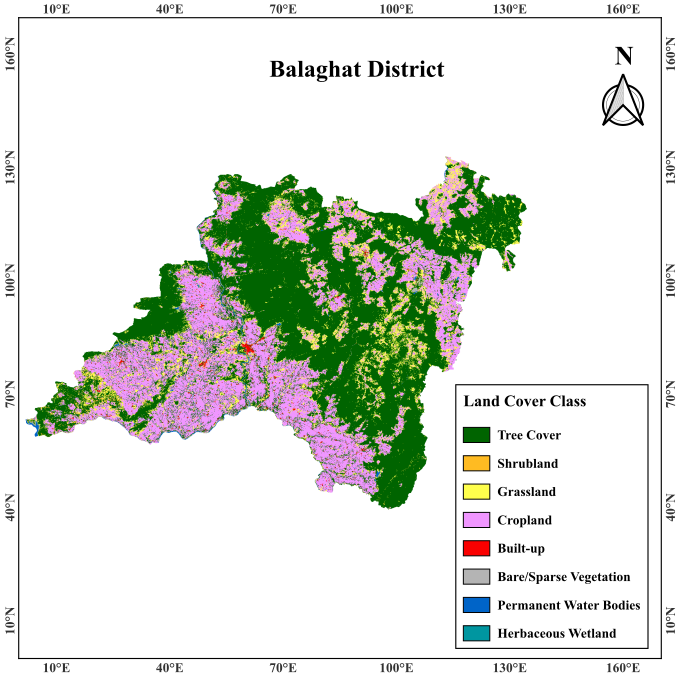 10°E 40°E 70°E 100°E 130°E 160°E
160°N 160°N
N
Balaghat District
130°N 130°N
100°N 100°N
70°N 70°N
Land Cover Class
Tree Cover
Shrubland
Grassland
40°N 40°N
Cropland
Built-up
Bare/Sparse Vegetation
Permanent Water Bodies
10°N 10°N
Herbaceous Wetland
10°E 40°E 70°E 100°E 130°E 160°E